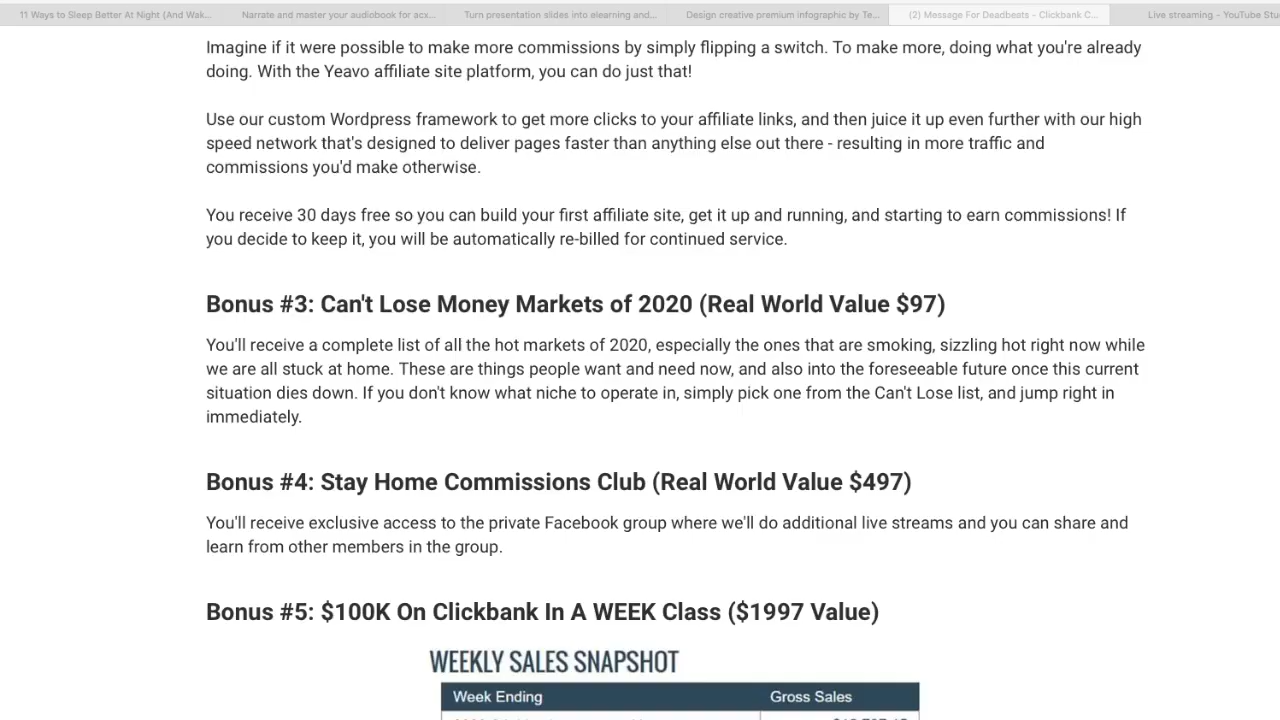 11 Ways to Sleep Better At Night (And Wak...
Narrate and master your audiobook for acx...
Turn presentation slides into elearning and...
Design creative premium infographic by Te...
(2) Message For Deadbeats - Clickbank C...
Live streaming - YouTube Stu
Imagine if it were possible to make more commissions by simply flipping a switch. To make more, doing what you're already
doing. With the Yeavo affiliate site platform, you can do just that!
Use our custom Wordpress framework to get more clicks to your affiliate links, and then juice it up even further with our high
speed network that's designed to deliver pages faster than anything else out there - resulting in more traffic and
commissions you'd make otherwise.
You receive 30 days free so you can build your first affiliate site, get it up and running, and starting to earn commissions! If
you decide to keep it, you will be automatically re-billed for continued service.
Bonus #3: Can't Lose Money Markets of 2020 (Real World Value $97)
You'll receive a complete list of all the hot markets of 2020, especially the ones that are smoking, sizzling hot right now while
we are all stuck at home. These are things people want and need now, and also into the foreseeable future once this current
situation dies down. If you don't know what niche to operate in, simply pick one from the Can't Lose list, and jump right in
immediately.
Bonus #4: Stay Home Commissions Club (Real World Value $497)
You'll receive exclusive access to the private Facebook group where we'll do additional live streams and you can share and
learn from other members in the group.
Bonus #5: $100K On Clickbank In A WEEK Class ($1997 Value)
WEEKLY SALES SNAPSHOT
Week Ending
Gross Sales